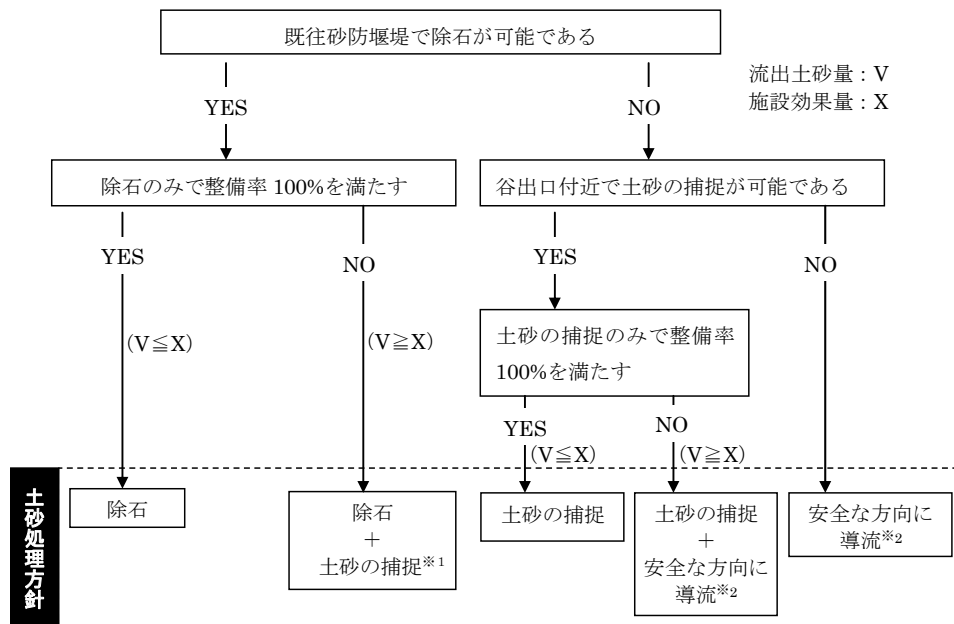 既往砂防堰堤で除石が可能である
流出土砂量：V
施設効果量：X
YES
NO
除石のみで整備率 100%を満たす
谷出口付近で土砂の捕捉が可能である
YES
NO
YES
NO
土砂の捕捉のみで整備率
100%を満たす
(V≦X)
(V≧X)
YES
NO
(V≦X)
(V≧X)
土砂処理方針
除石
除石
＋
土砂の捕捉※1
土砂の捕捉
土砂の捕捉
＋
安全な方向に
導流※2
安全な方向に
導流※2